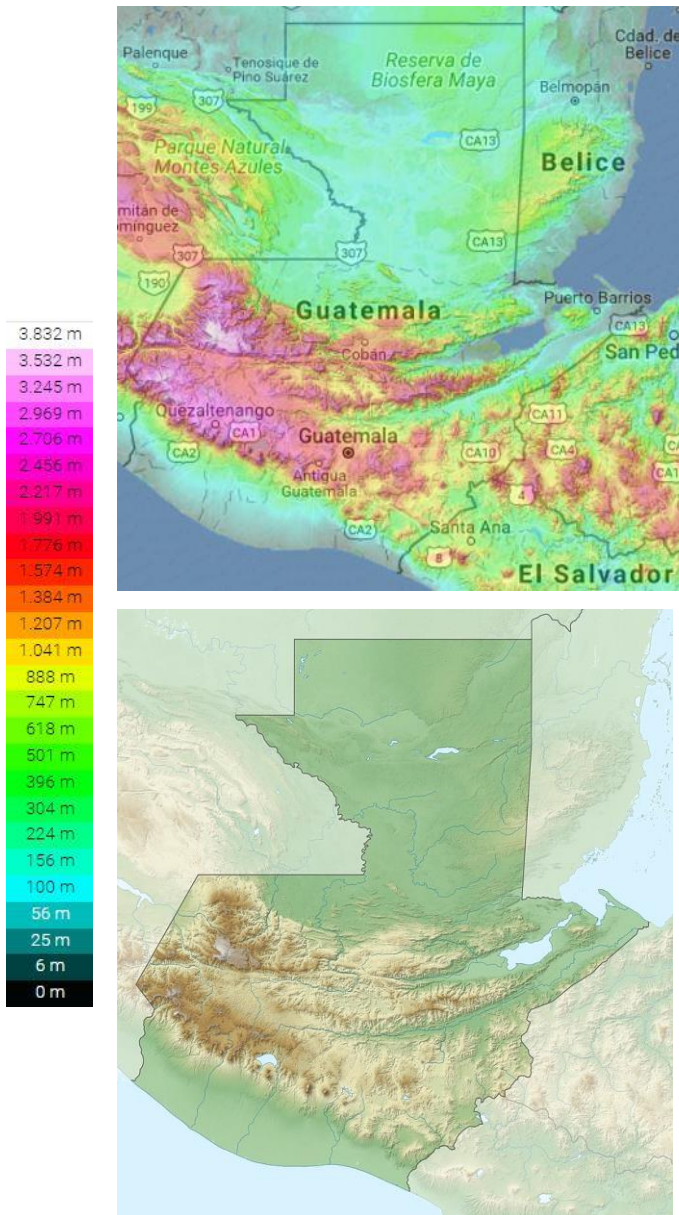 Cdad. de
Belice
Palenque
Tenosique de
Pino Suárez
Reserva de
Biosfera Maya
Belmopán
199
307
CA13
Parque Natural
Montes Azules
Belice
mitán de
omínguez
307
307
CA13
190
Guatemala
Puerto Barrios
CA13
San Ped
Cobán
Quezaltenango
CA2
CA1
Guatemala
CA11
CA10
CA4
CA
CA1
Antigua
Guatemala
4
CA2
Santa Ana
8
El Salvador
3.832 m
3.532 m
3.245 m
2.969 m
2.706 m
2.456 m
2.217 m
1.991 m
1.776 m
1.574 m
1.384 m
1.207 m
1.041 m
888 m
747 m
618 m
501 m
396 m
304 m
224 m
156 m
100 m
56 m
25 m
6 m
0 m